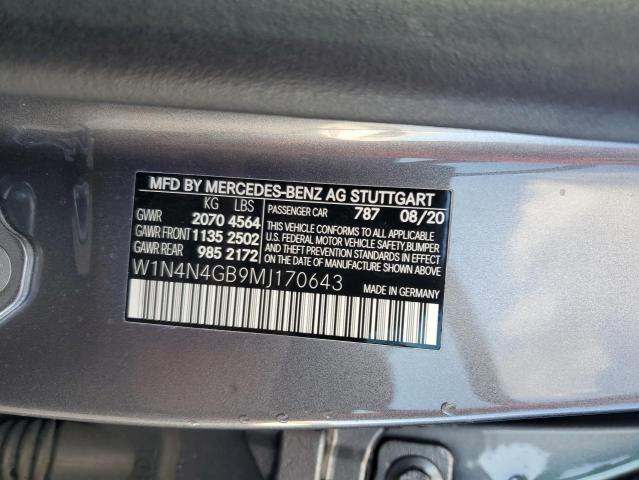 MFD BY MERCEDES-BENZ AG STUTTGART
KG LBS PASSENGER CAR 787 08/20
GVWR 2070 4564
GAWR FRONT 1135 2502
GAWR REAR 985 2172
THIS VEHICLE CONFORMS TO ALL APPLICABLE
U.S. FEDERAL MOTOR VEHICLE SAFETY,BUMPER
AND THEFT PREVENTION STANDARDS IN EFFECT
ON THE DATE OF MANUFACTURE SHOWN ABOVE.
W1N4N4GB9MJ170643 MADE IN GERMANY